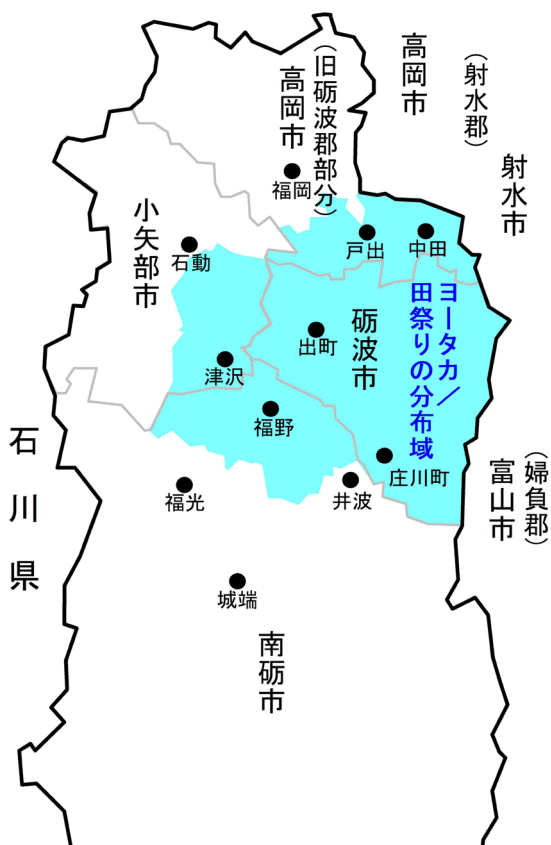 高岡市
（旧砺波郡部分）
高岡市
（射水郡）
射水市
福岡
小矢部市
石動
戸出
中田
ヨータカ／
田祭りの分布域
砺波市
出町
津沢
福野
庄川町
福光
井波
石川県
富山市
（婦負郡）
城端
南砺市